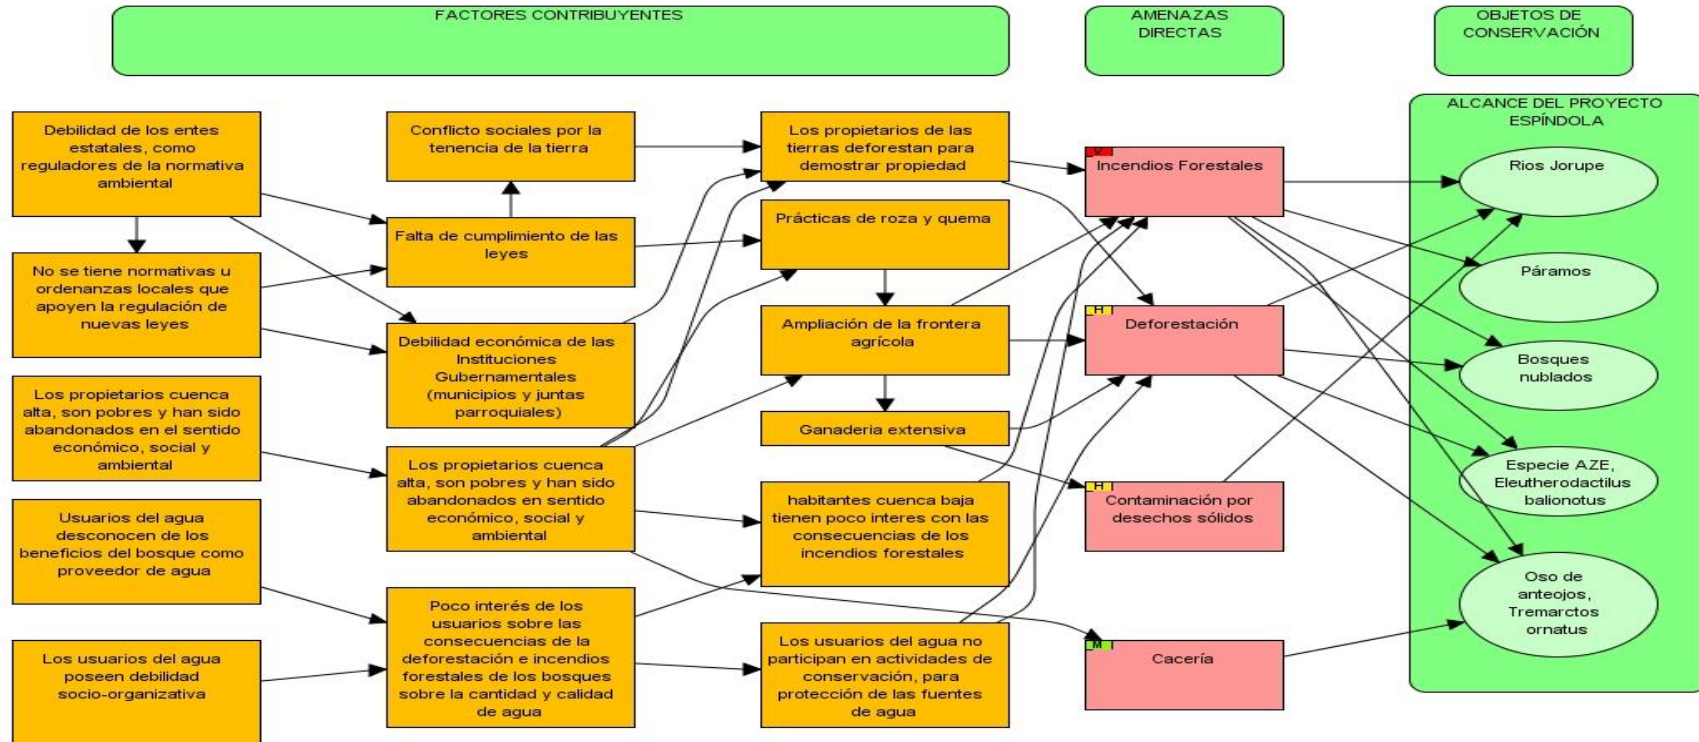 FACTORES CONTRIBUYENTES
AMENAZAS
DIRECTAS
OBJETOS DE
CONSERVACIÓN
Debilidad de los entes
estatales, como
reguladores de la normativa
ambiental
No se tiene normativas u
ordenanzas locales que
apoyen la regulación de
nuevas leyes
Los propietarios cuenca
alta, son pobres y han sido
abandonados en el sentido
económico, social y
ambiental
Usuarios del agua
desconocen de los
beneficios del bosque como
proveedor de agua
Los usuarios del agua
poseen debilidad
socio-organizativa
Conflicto sociales por la
tenencia de la tierra
Falta de cumplimiento de las
leyes
Debilidad económica de las
Instituciones
Gubernamentales
(municipios y juntas
parroquiales)
Los propietarios cuenca
alta, son pobres y han sido
abandonados en sentido
económico, social y
ambiental
Poco interés de los
usuarios sobre las
consecuencias de la
deforestación e incendios
forestales de los bosques
sobre la cantidad y calidad
de agua
Los propietarios de las
tierras deforestan para
demostrar propiedad
Prácticas de roza y quema
Ampliación de la frontera
agrícola
Ganaderia extensiva
habitantes cuenca baja
tienen poco interes con las
consecuencias de los
incendios forestales
Los usuarios del agua no
participan en actividades de
conservación, para
protección de las fuentes
de agua
V
Incendios Forestales
H
Deforestación
H
Contaminación por
desechos sólidos
M
Cacería
ALCANCE DEL PROYECTO
ESPÍNDOLA
Rios Jorupe
Páramos
Bosques
nublados
Especie AZE,
Eleutherodactilus
balionotus
Oso de
anteojos,
Tremarctos
ornatus